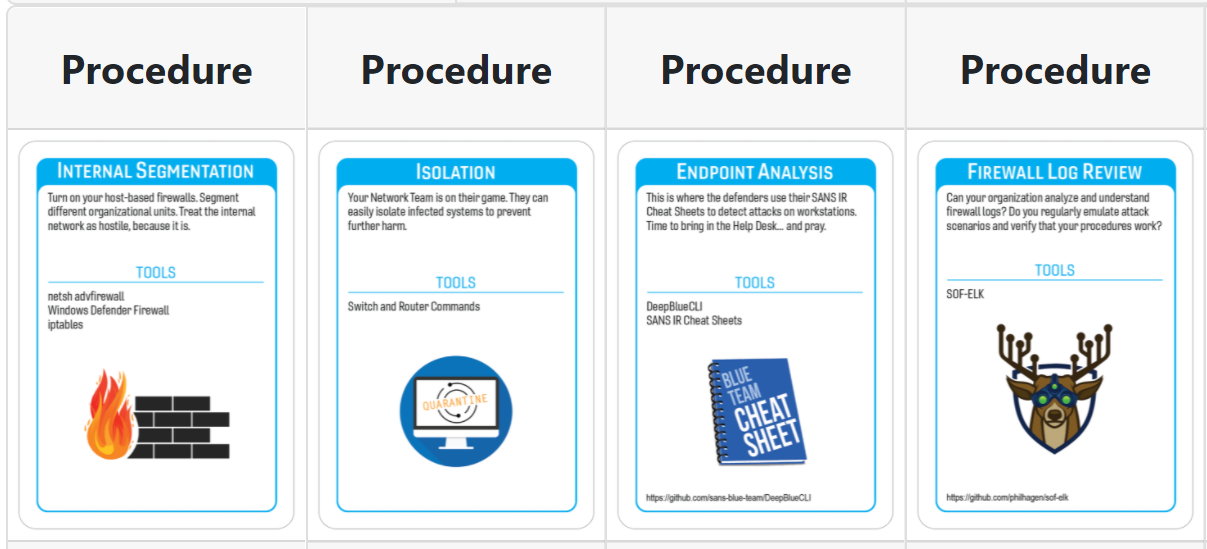 Procedure
Procedure
Procedure
Procedure
INTERNAL SEGMENTATION
Turn on your host-based firewalls. Segment
different organizational units. Treat the internal
network as hostile, because it is.
TOOLS
netsh advfirewall
Windows Defender Firewall
iptables
ISOLATION
Your Network Team is on their game. They can
easily isolate infected systems to prevent
further harm.
TOOLS
Switch and Router Commands
QUARANTINE
ENDPOINT ANALYSIS
This is where the defenders use their SANS IR
Cheat Sheets to detect attacks on workstations.
Time to bring in the Help Desk... and pray.
TOOLS
DeepBlueCLI
SANS IR Cheat Sheets
BLUE
TEAM
CHEAT
SHEET
https://github.com/sans-blue-team/DeepBlueCLI
FIREWALL LOG REVIEW
Can your organization analyze and understand
firewall logs? Do you regularly emulate attack
scenarios and verify that your procedures work?
TOOLS
SOF-ELK
https://github.com/philhagen/sof-elk